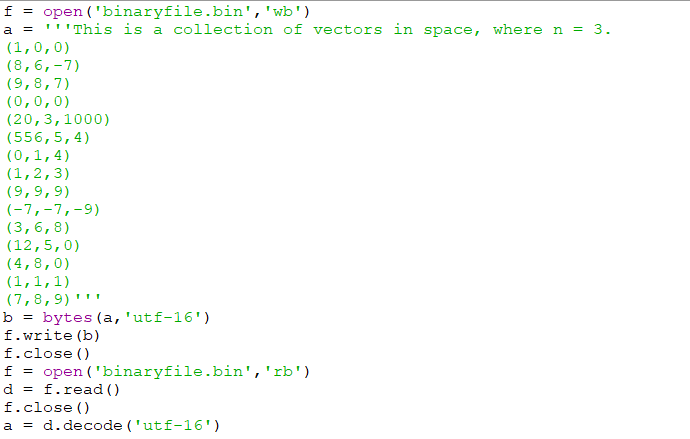 f = open('binaryfile.bin','wb')
a = '''This is a collection of vectors in space, where n = 3.
(1,0,0)
(8,6,-7)
(9,8,7)
(0,0,0)
(20,3,1000)
(556,5,4)
(0,1,4)
(1,2,3)
(9,9,9)
(-7,-7,-9)
(3,6,8)
(12,5,0)
(4,8,0)
(1,1,1)
(7,8,9)'''
b = bytes(a,'utf-16')
f.write(b)
f.close()
f = open('binaryfile.bin','rb')
d = f.read()
f.close()
a = d.decode('utf-16')